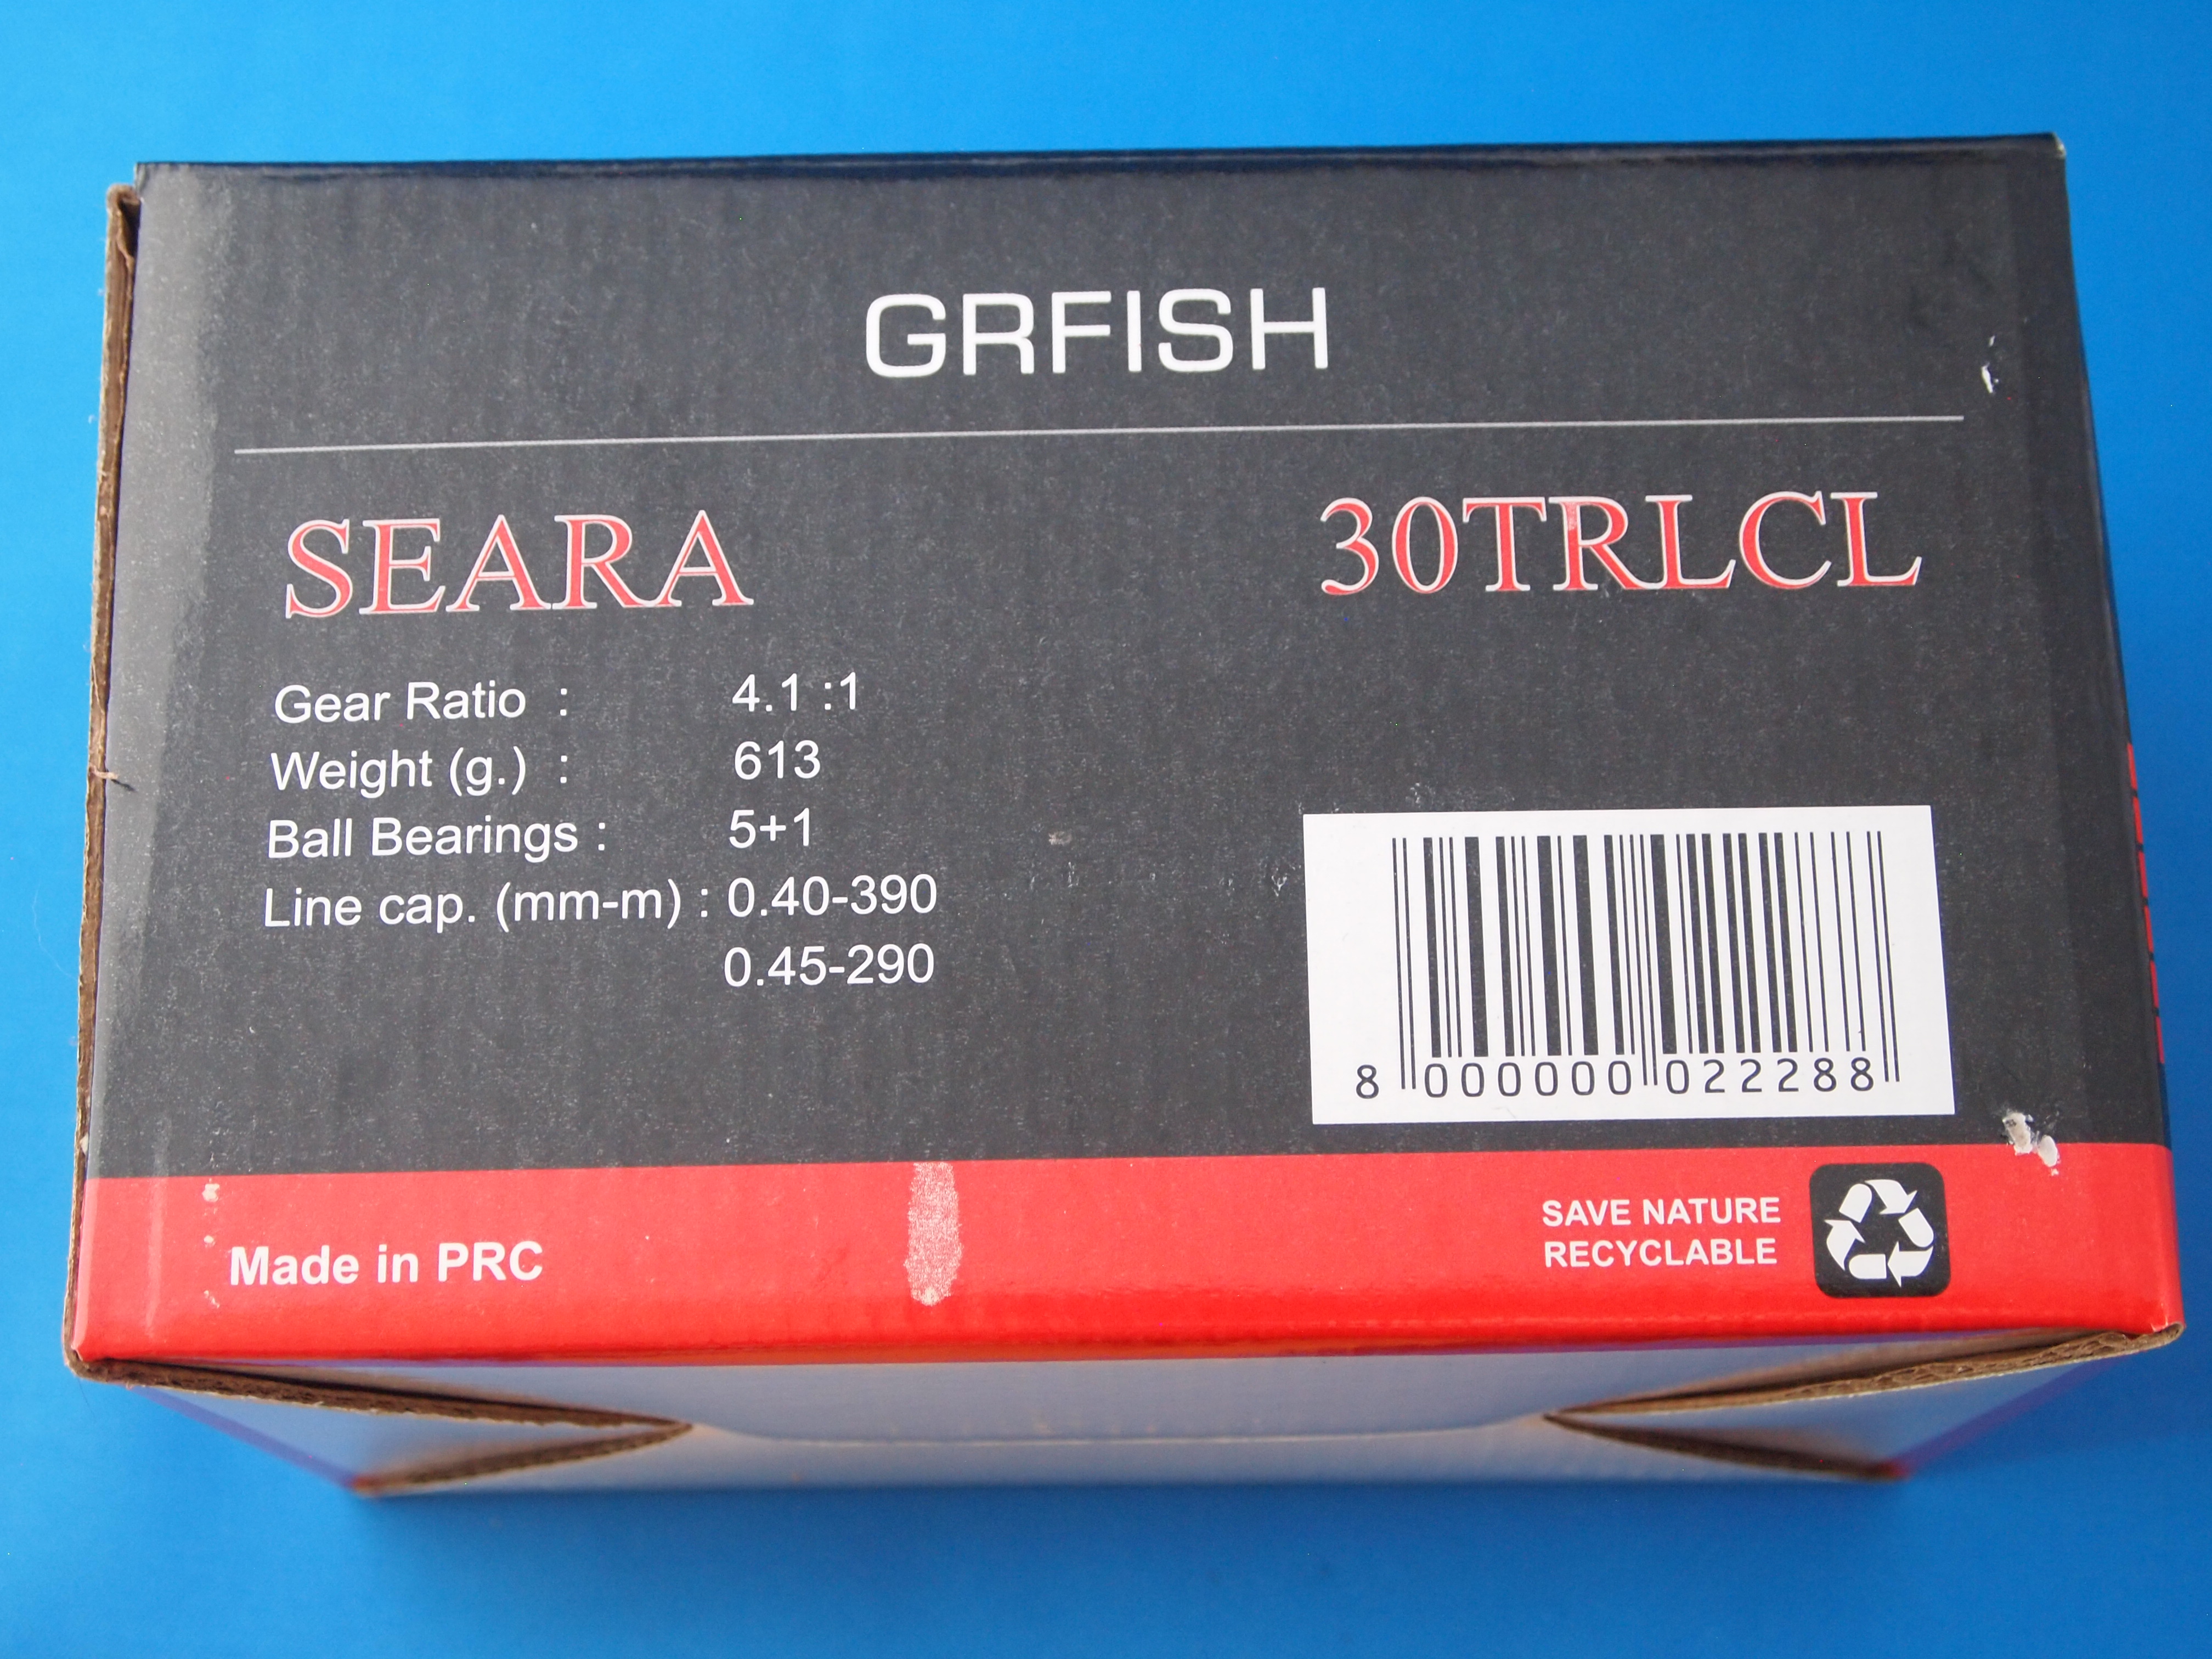 GRFISH
SEARA 30TRLCL
Gear Ratio : 4.1 :1
Weight (g.) : 613
Ball Bearings : 5+1
Line cap. (mm-m) : 0.40-390
0.45-290
8 000000 022288
Made in PRC
SAVE NATURE
RECYCLABLE